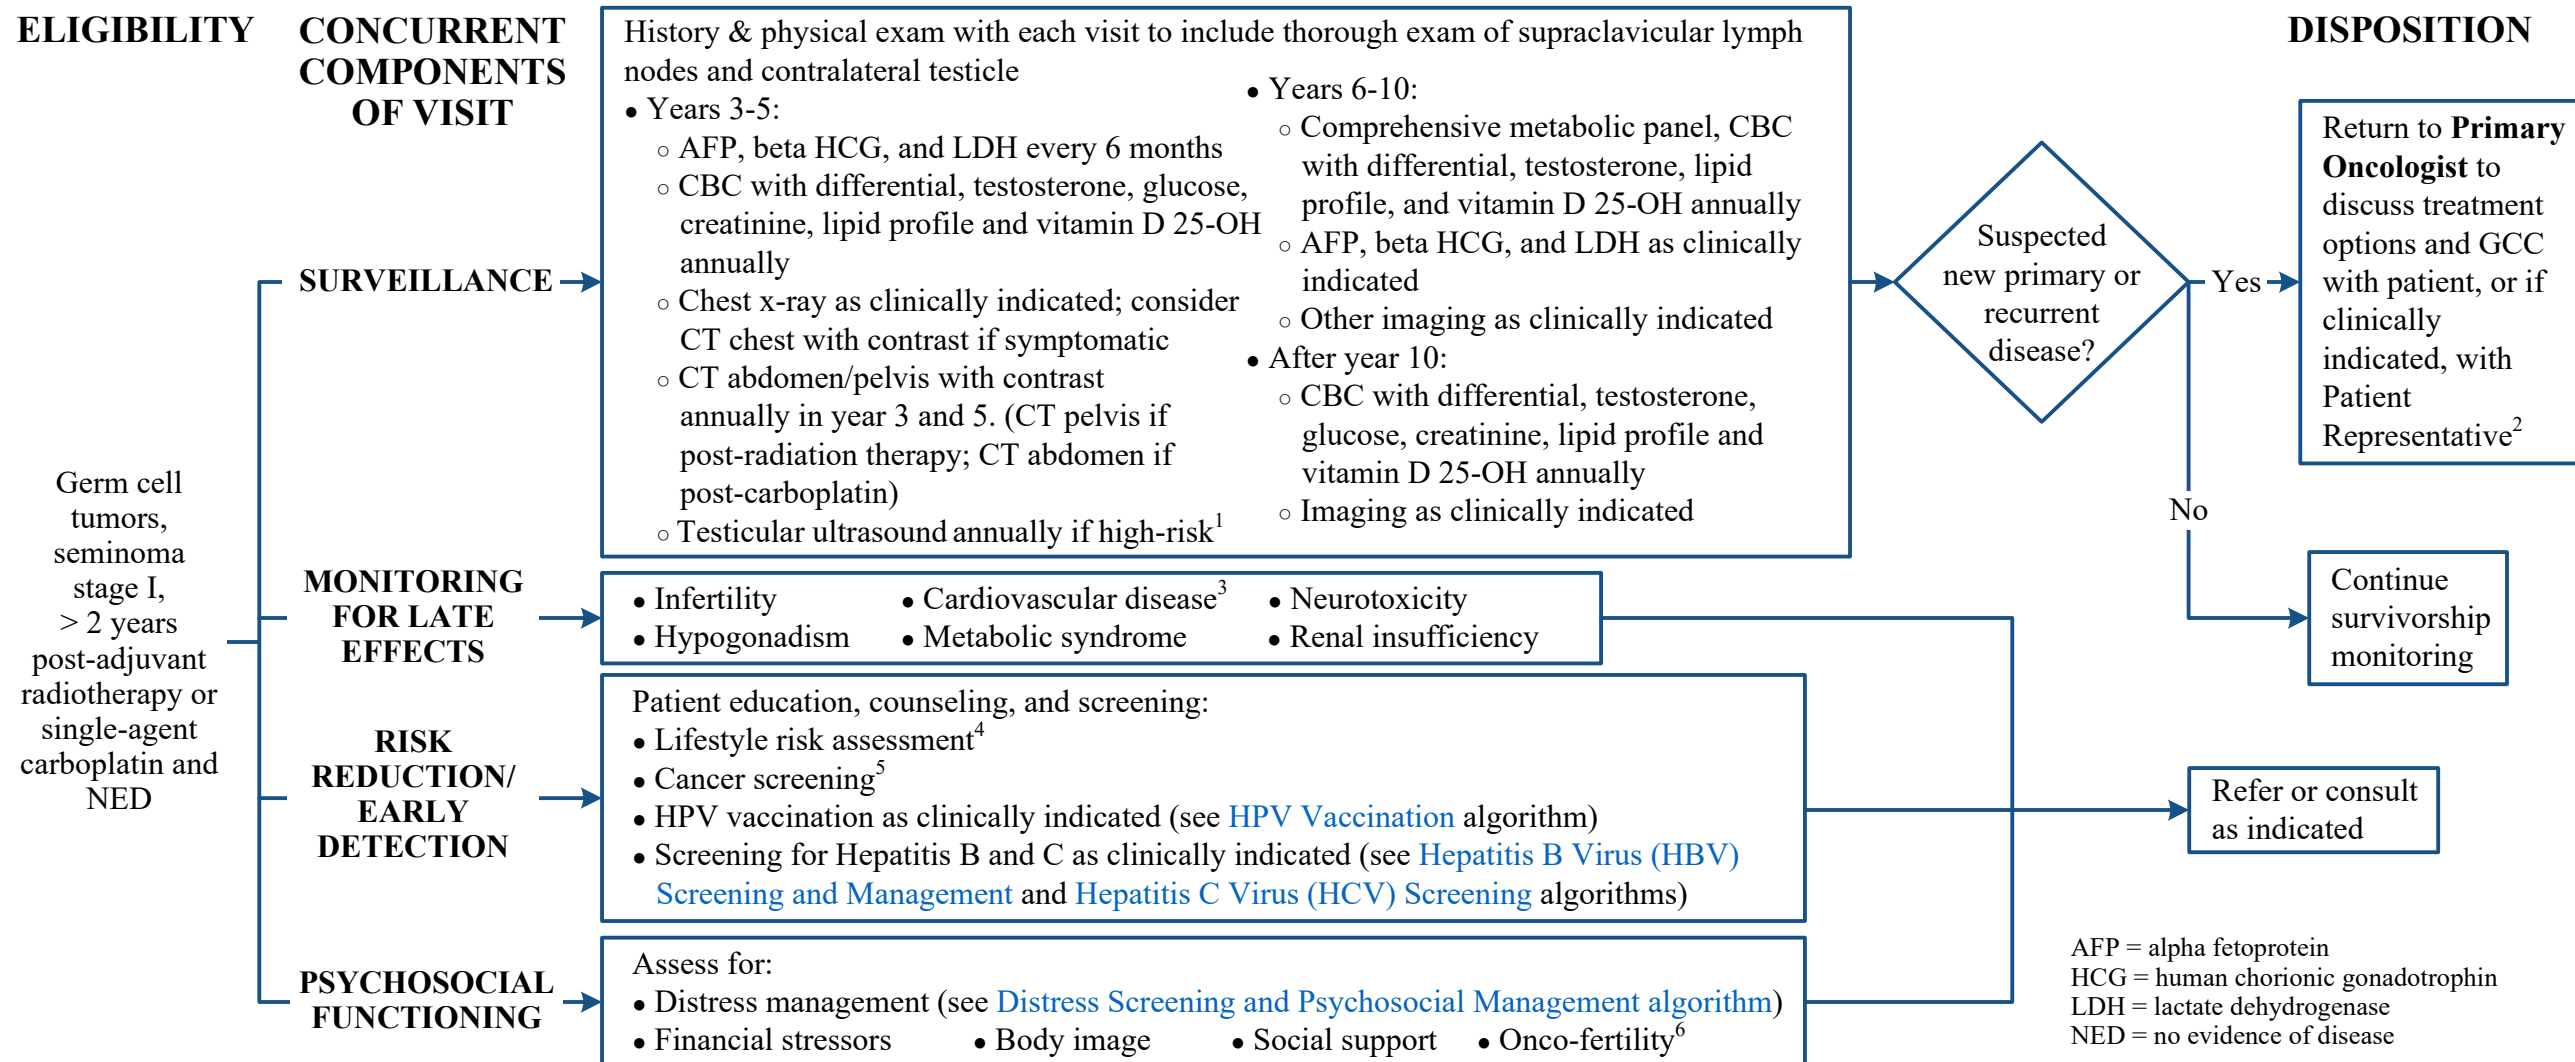 ELIGIBILITY
CONCURRENT
COMPONENTS
OF VISIT
DISPOSITION
Germ cell
tumors,
seminoma
stage I,
> 2 years
post-adjuvant
radiotherapy or
single-agent
carboplatin and
NED
SURVEILLANCE
History & physical exam with each visit to include thorough exam of supraclavicular lymph
nodes and contralateral testicle
● Years 3-5:
○ AFP, beta HCG, and LDH every 6 months
○ CBC with differential, testosterone, glucose,
creatinine, lipid profile and vitamin D 25-OH
annually
○ Chest x-ray as clinically indicated; consider
CT chest with contrast if symptomatic
○ CT abdomen/pelvis with contrast
annually in year 3 and 5. (CT pelvis if
post-radiation therapy; CT abdomen if
post-carboplatin)
○ Testicular ultrasound annually if high-risk1
● Years 6-10:
○ Comprehensive metabolic panel, CBC
with differential, testosterone, lipid
profile, and vitamin D 25-OH annually
○ AFP, beta HCG, and LDH as clinically
indicated
○ Other imaging as clinically indicated
● After year 10:
○ CBC with differential, testosterone,
glucose, creatinine, lipid profile and
vitamin D 25-OH annually
○ Imaging as clinically indicated
Suspected
new primary or
recurrent
disease?
Yes
Return to Primary
Oncologist to
discuss treatment
options and GCC
with patient, or if
clinically
indicated, with
Patient
Representative2
No
Continue
survivorship
monitoring
MONITORING
FOR LATE
EFFECTS
● Infertility ● Cardiovascular disease3 ● Neurotoxicity
● Hypogonadism ● Metabolic syndrome ● Renal insufficiency
RISK
REDUCTION/
EARLY
DETECTION
Patient education, counseling, and screening:
● Lifestyle risk assessment4
● Cancer screening5
● HPV vaccination as clinically indicated (see HPV Vaccination algorithm)
● Screening for Hepatitis B and C as clinically indicated (see Hepatitis B Virus (HBV)
Screening and Management and Hepatitis C Virus (HCV) Screening algorithms)
Refer or consult
as indicated
PSYCHOSOCIAL
FUNCTIONING
Assess for:
● Distress management (see Distress Screening and Psychosocial Management algorithm)
● Financial stressors ● Body image ● Social support ● Onco-fertility6
AFP = alpha fetoprotein
HCG = human chorionic gonadotrophin
LDH = lactate dehydrogenase
NED = no evidence of disease